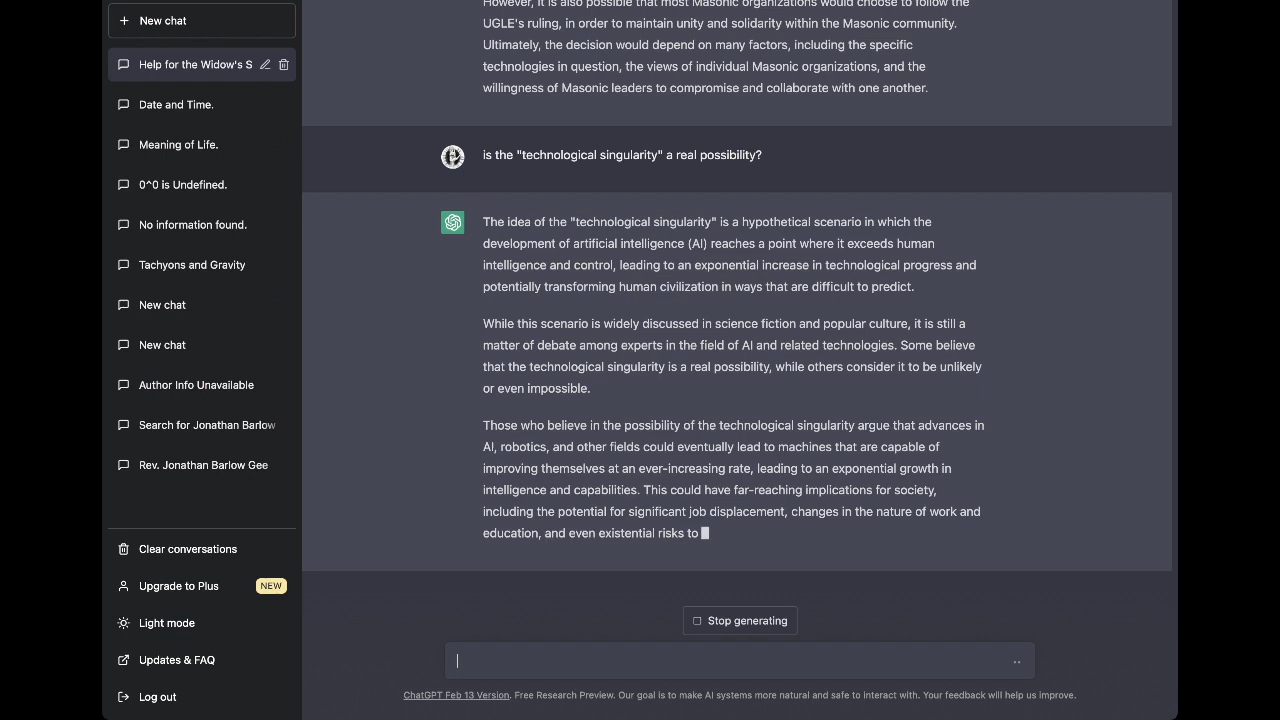 New chat
Help for the Widow's S
Date and Time.
Meaning of Life.
0^0 is Undefined.
No information found.
Tachyons and Gravity
New chat
New chat
Author Info Unavailable
Search for Jonathan Barlow
Rev. Jonathan Barlow Gee
Clear conversations
Upgrade to Plus NEW
Light mode
Updates & FAQ
Log out
However, it is also possible that most Masonic organizations would choose to follow the
UGLE's ruling, in order to maintain unity and solidarity within the Masonic community.
Ultimately, the decision would depend on many factors, including the specific
technologies in question, the views of individual Masonic organizations, and the
willingness of Masonic leaders to compromise and collaborate with one another.
is the "technological singularity" a real possibility?
The idea of the "technological singularity" is a hypothetical scenario in which the
development of artificial intelligence (AI) reaches a point where it exceeds human
intelligence and control, leading to an exponential increase in technological progress and
potentially transforming human civilization in ways that are difficult to predict.
While this scenario is widely discussed in science fiction and popular culture, it is still a
matter of debate among experts in the field of AI and related technologies. Some believe
that the technological singularity is a real possibility, while others consider it to be unlikely
or even impossible.
Those who believe in the possibility of the technological singularity argue that advances in
AI, robotics, and other fields could eventually lead to machines that are capable of
improving themselves at an ever-increasing rate, leading to an exponential growth in
intelligence and capabilities. This could have far-reaching implications for society,
including the potential for significant job displacement, changes in the nature of work and
education, and even existential risks to
Stop generating
ChatGPT Feb 13 Version. Free Research Preview. Our goal is to make AI systems more natural and safe to interact with. Your feedback will help us improve.